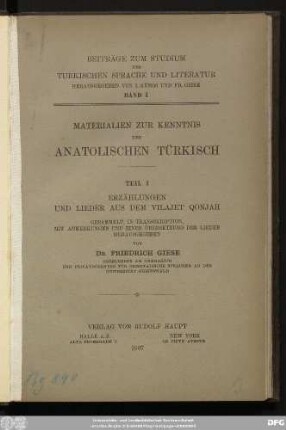 BEITRÄGE ZUM STUDIUM
DER
TÜRKISCHEN SPRACHE UND LITERATUR
HERAUSGEGEBEN VON UND FR. GIESE
BAND I
MATERIALIEN ZUR KENNTNIS
DES
ANATOLISCHEN TÜRKISCH
TEIL I
ERZÄHLUNGEN
UND LIEDER AUS DEM VILAJET QONJAH
GESAMMELT, IN TRANSKRIPTION,
MIT ANMERKUNGEN UND EINER ÜBERSETZUNG DER LIEDER
HERAUSGEGEBEN
VON
DR. FRIEDRICH GIESE
VERLAG VON RUDOLF HAUPT
HALLE a. S. NEW YORK
1907
DFG